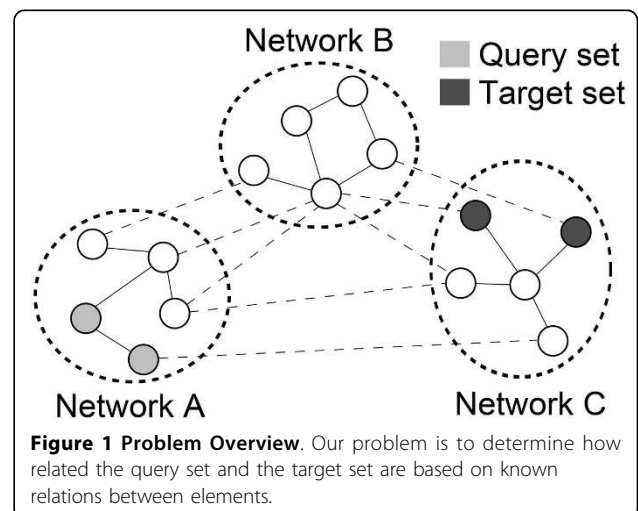 Network B
Query set
Target set
Network A
Network C
Figure 1 Problem Overview. Our problem is to determine how
related the query set and the target set are based on known
relations between elements.